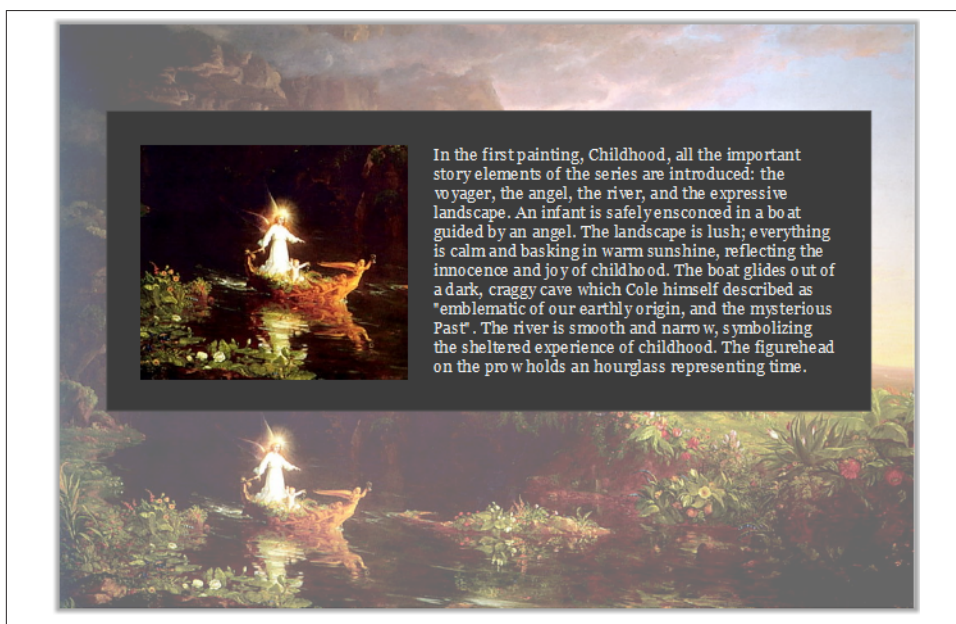 In the first painting, Childhood, all the important
story elements of the series are introduced: the
voyager, the angel, the river, and the expressive
landscape. An infant is safely ensconced in a boat
guided by an angel. The landscape is lush; everything
is calm and basking in warm sunshine, reflecting the
innocence and joy of childhood. The boat glides out of
a dark, craggy cave which Cole himself described as
"emblematic of our earthly origin, and the mysterious
Past". The river is smooth and narrow, symbolizing
the sheltered experience of childhood. The figurehead
on the prow holds an hourglass representing time.